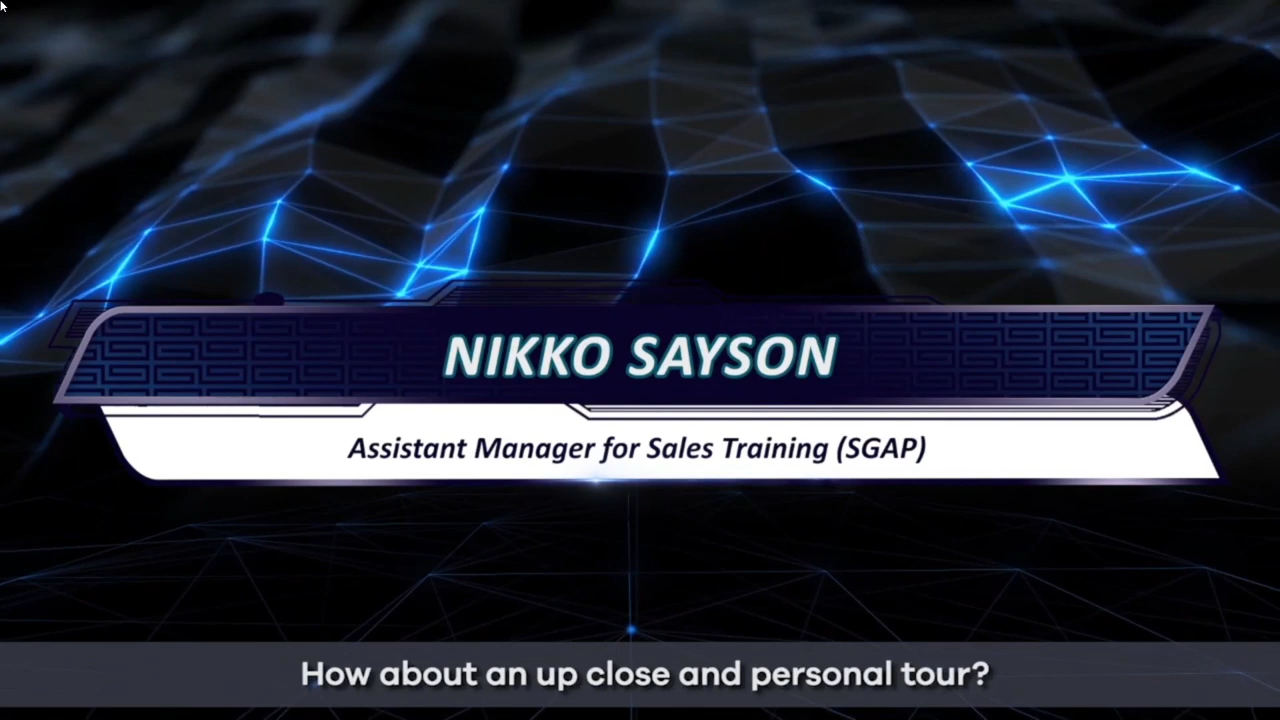 NIKKO SAYSON
Assistant Manager for Sales Training (SGAP)
How about an up close and personal tour?